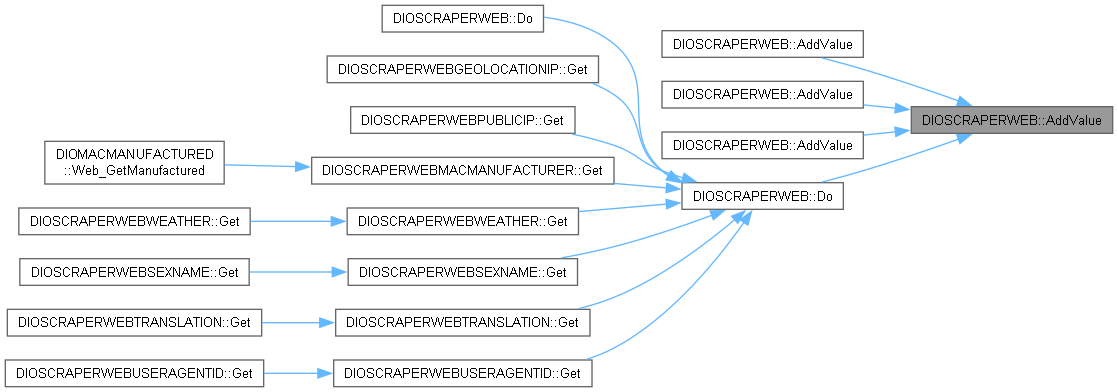 DIOSCRAPERWEB::Do
DIOSCRAPERWEB::AddValue
DIOSCRAPERWEBGEOLOCATIONIP::Get
DIOSCRAPERWEB::AddValue
DIOSCRAPERWEBPUBLICIP::Get
DIOSCRAPERWEB::AddValue
DIOSCRAPERWEB::AddValue
DIOMACMANUFACTURED
::Web_GetManufactured
DIOSCRAPERWEBMACMANUFACTURER::Get
DIOSCRAPERWEB::Do
DIOSCRAPERWEBWEATHER::Get
DIOSCRAPERWEBWEATHER::Get
DIOSCRAPERWEBSEXNAME::Get
DIOSCRAPERWEBSEXNAME::Get
DIOSCRAPERWEBTRANSLATION::Get
DIOSCRAPERWEBTRANSLATION::Get
DIOSCRAPERWEBUSERAGENTID::Get
DIOSCRAPERWEBUSERAGENTID::Get